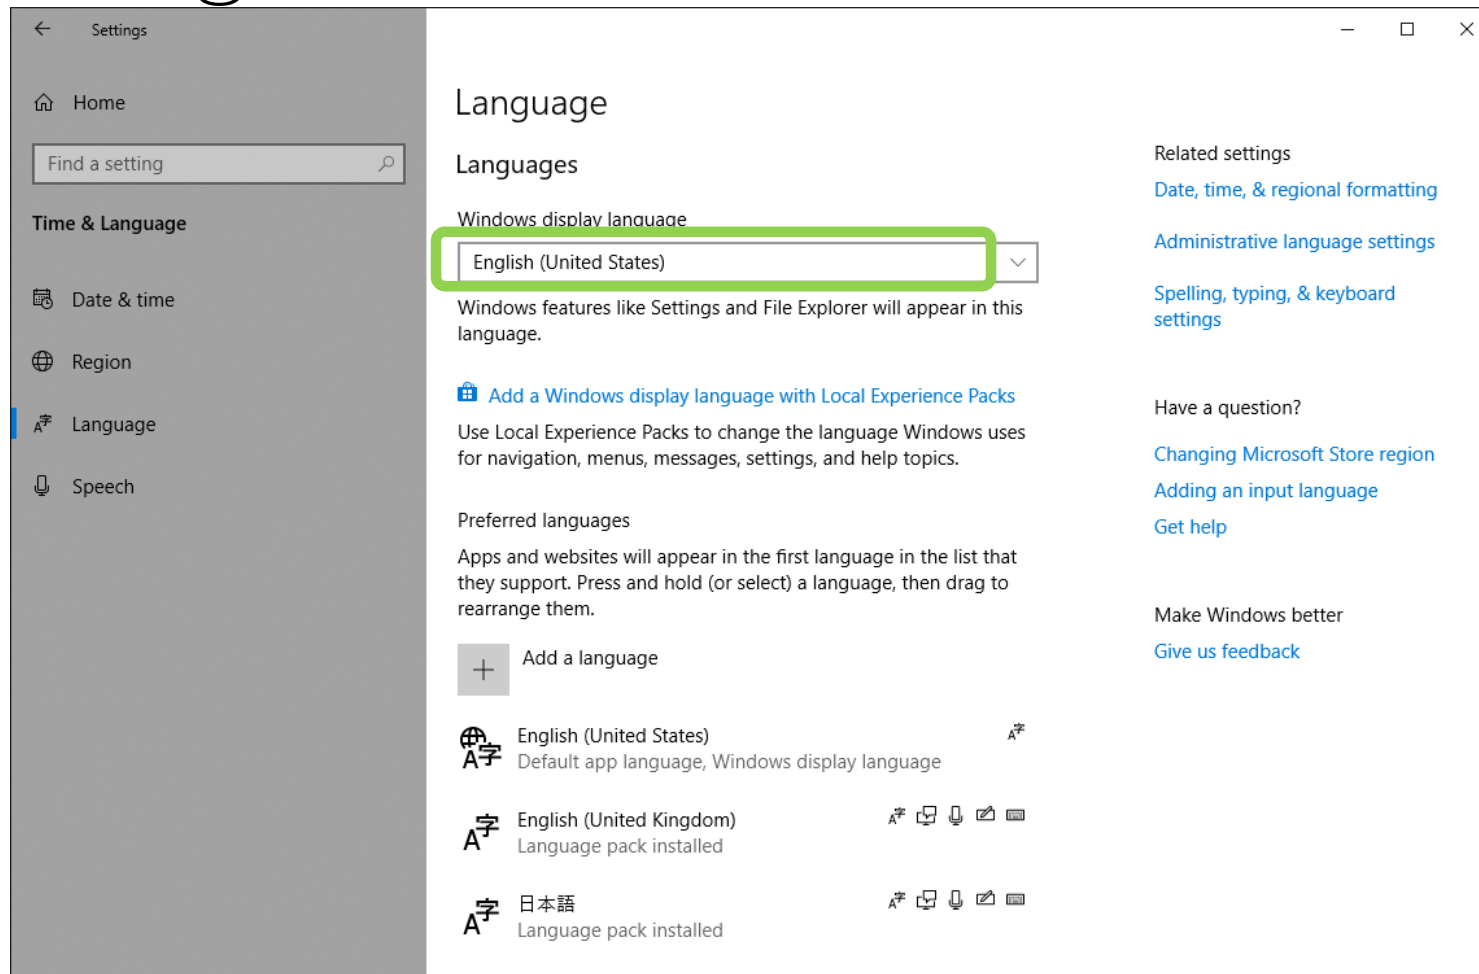 Settings
Home
Find a setting
Time & Language
Date & time
Region
Language
Speech
Language
Languages
Windows display language
English (United States)
Windows features like Settings and File Explorer will appear in this
language.
Add a Windows display language with Local Experience Packs
Use Local Experience Packs to change the language Windows uses
for navigation, menus, messages, settings, and help topics.
Preferred languages
Apps and websites will appear in the first language in the list that
they support. Press and hold (or select) a language, then drag to
rearrange them.
Add a language
English (United States)
Default app language, Windows display language
English (United Kingdom)
Language pack installed
日本語
Language pack installed
Related settings
Date, time, & regional formatting
Administrative language settings
Spelling, typing, & keyboard
settings
Have a question?
Changing Microsoft Store region
Adding an input language
Get help
Make Windows better
Give us feedback